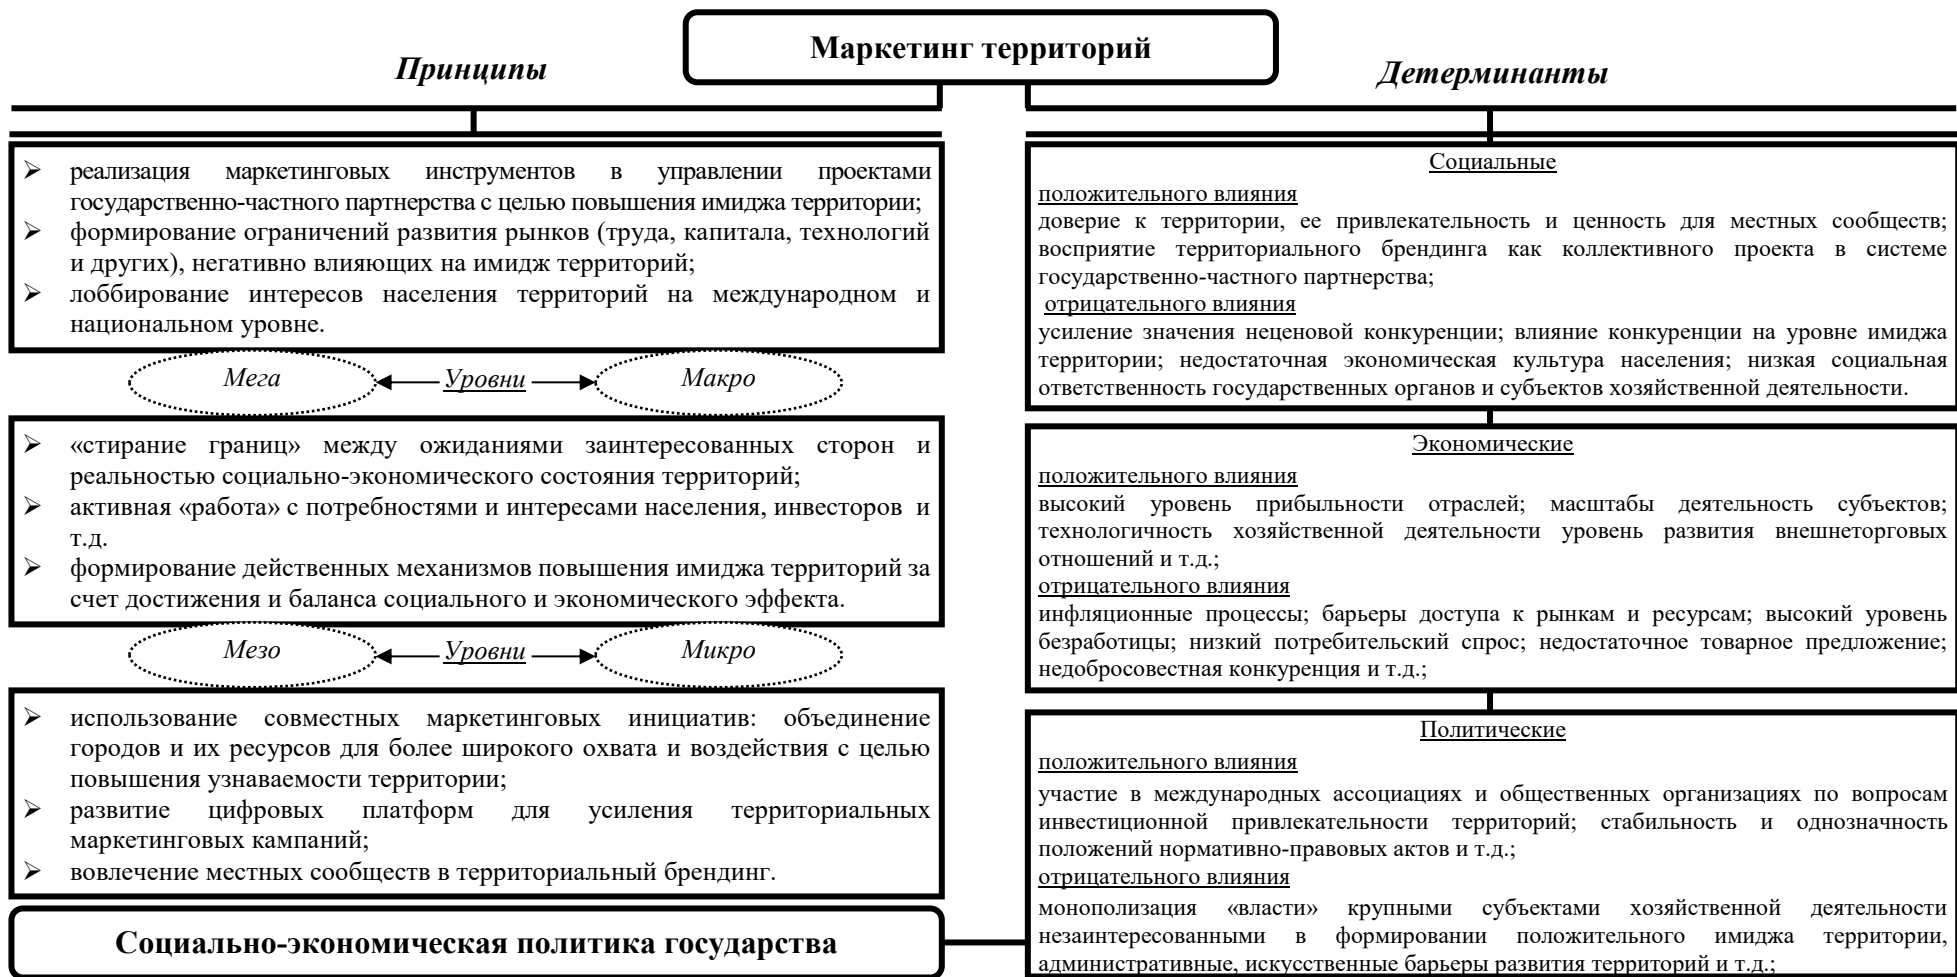 Маркетинг территорий
Принципы
➢ реализация маркетинговых инструментов в управлении проектами
государственно-частного партнерства с целью повышения имиджа территории;
➢ формирование ограничений развития рынков (труда, капитала, технологий
и других), негативно влияющих на имидж территорий;
➢ лоббирование интересов населения территорий на международном и
национальном уровне.
Мега Уровни Макро
➢ «стирание границ» между ожиданиями заинтересованных сторон и
реальностью социально-экономического состояния территорий;
➢ активная «работа» с потребностями и интересами населения, инвесторов и
т.д.
➢ формирование действенных механизмов повышения имиджа территорий за
счет достижения и баланса социального и экономического эффекта.
Мезо Уровни Микро
➢ использование совместных маркетинговых инициатив: объединение
городов и их ресурсов для более широкого охвата и воздействия с целью
повышения узнаваемости территории;
➢ развитие цифровых платформ для усиления территориальных
маркетинговых кампаний;
➢ вовлечение местных сообществ в территориальный брендинг.
Социально-экономическая политика государства
Детерминанты
Социальные
положительного влияния
доверие к территории, ее привлекательность и ценность для местных сообществ;
восприятие территориального брендинга как коллективного проекта в системе
государственно-частного партнерства;
отрицательного влияния
усиление значения неценовой конкуренции; влияние конкуренции на уровне имиджа
территории; недостаточная экономическая культура населения; низкая социальная
ответственность государственных органов и субъектов хозяйственной деятельности.
Экономические
положительного влияния
высокий уровень прибыльности отраслей; масштабы деятельность субъектов;
технологичность хозяйственной деятельности уровень развития внешнеторговых
отношений и т.д.;
отрицательного влияния
инфляционные процессы; барьеры доступа к рынкам и ресурсам; высокий уровень
безработицы; низкий потребительский спрос; недостаточное товарное предложение;
недобросовестная конкуренция и т.д.;
Политические
положительного влияния
участие в международных ассоциациях и общественных организациях по вопросам
инвестиционной привлекательности территорий; стабильность и однозначность
положений нормативно-правовых актов и т.д.;
отрицательного влияния
монополизация «власти» крупными субъектами хозяйственной деятельности
незаинтересованными в формировании положительного имиджа территории,
административные, искусственные барьеры развития территорий и т.д.;